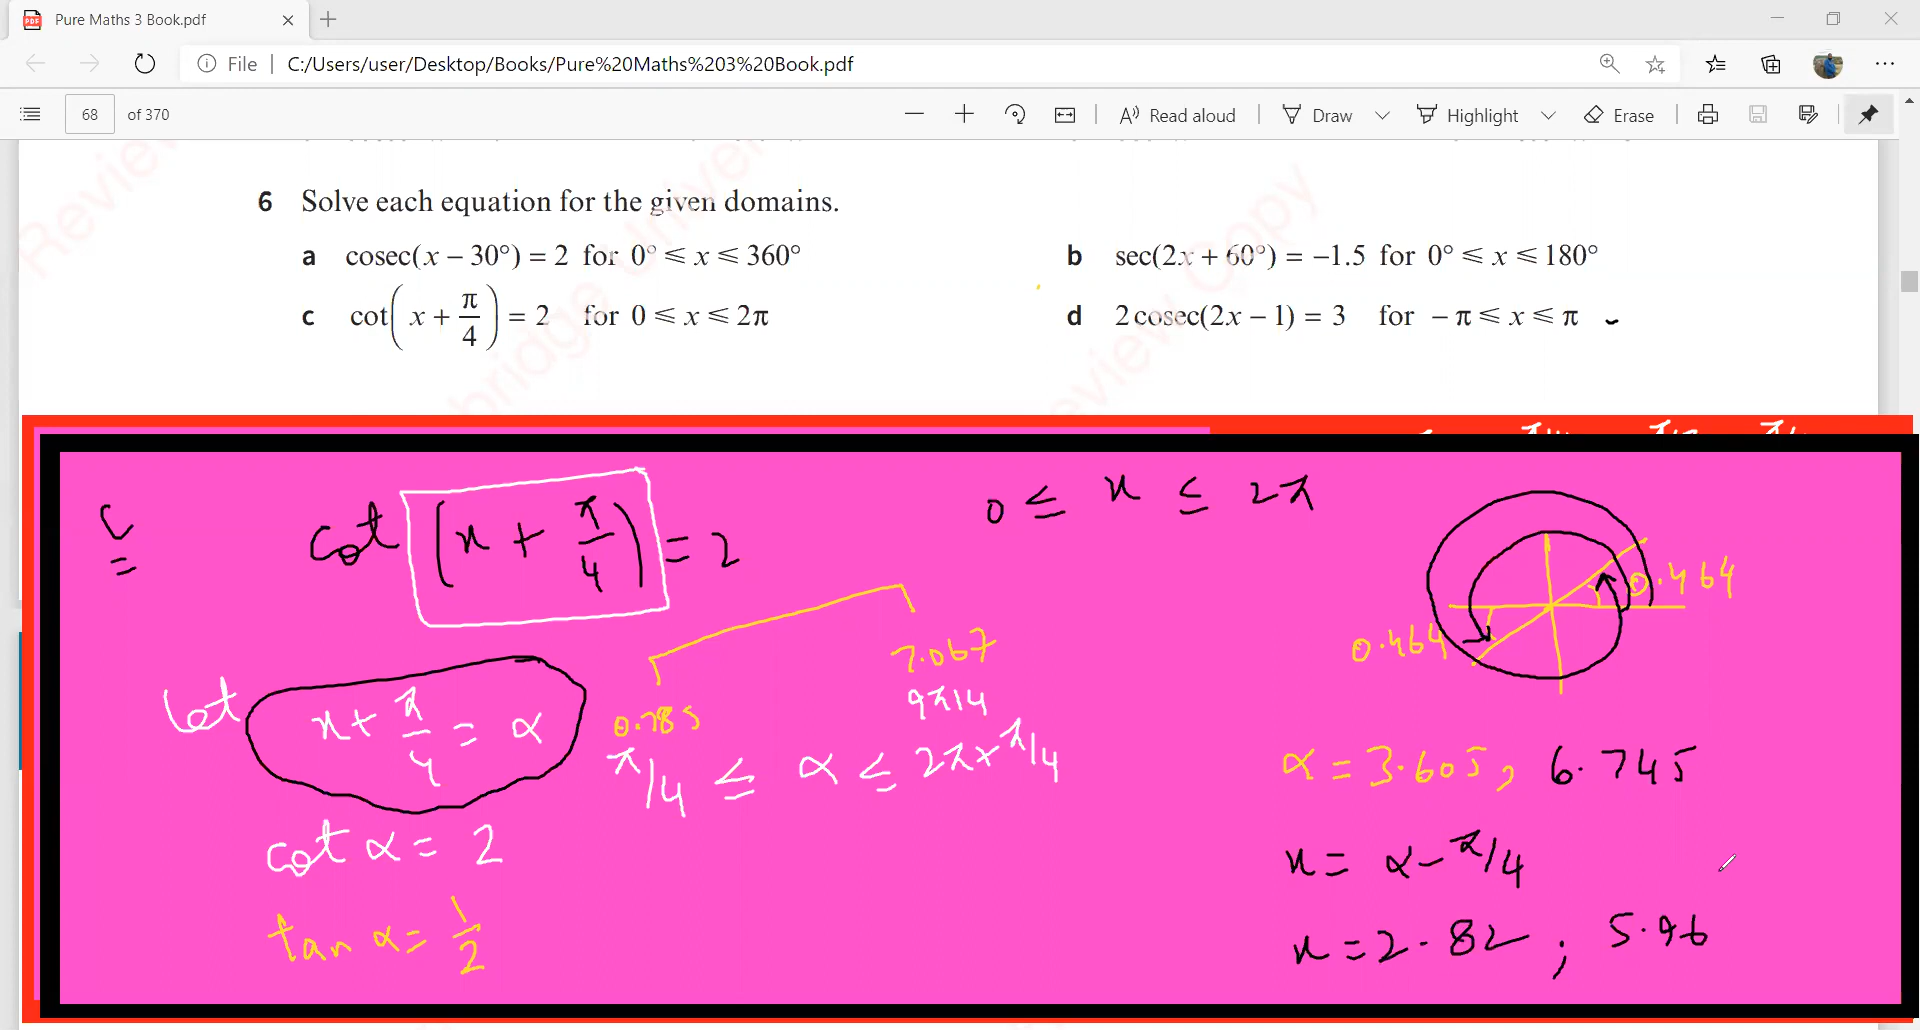 Pure Maths 3 Book.pdf
File | C:/Users/user/Desktop/Books/Pure%20Maths%203%20Book.pdf
68 of 370
Read aloud
Draw
Highlight
Erase
6 Solve each equation for the given domains.
a cosec(x − 30°) = 2 for 0° ⩽ x ⩽ 360°
b sec(2x + 60°) = −1.5 for 0° ⩽ x ⩽ 180°
c cot(x + π/4) = 2 for 0 ⩽ x ⩽ 2π
d 2 cosec(2x − 1) = 3 for − π ⩽ x ⩽ π
Review Copy
cot (x + π/4) = 2
0 ≤ x ≤ 2π
0.464
0.464
let x + π/4 = α
0.785
7.067
9π/4
π/4 ≤ α ≤ 2π+π/4
α = 3.605, 6.745
cot α = 2
x = α − π/4
tan α = 1/2
x = 2.82 ; 5.96